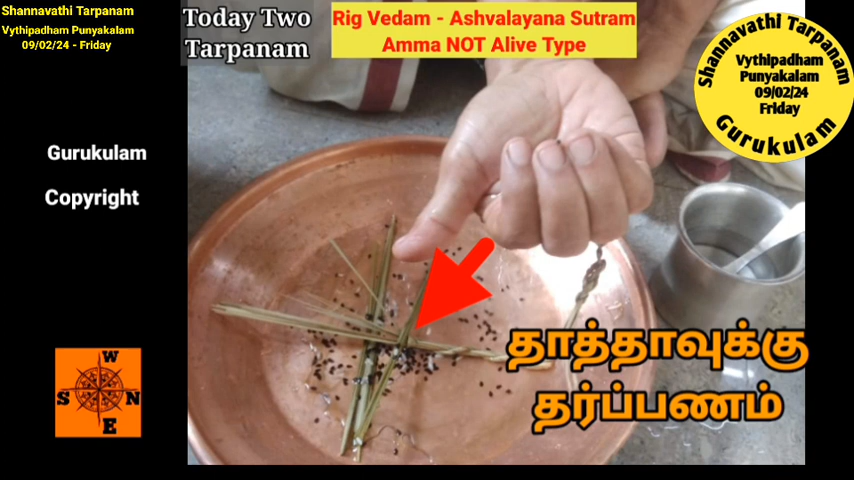 Shannavathi Tarpanam
Vythipadham Punyakalam
09/02/24 - Friday
Today Two
Tarpanam
Rig Vedam - Ashvalayana Sutram
Amma NOT Alive Type
Shannavathi Tarpanam
Vythipadham
Punyakalam
09/02/24
Friday
Gurukulam
Gurukulam
Copyright
W
S N
E
தாத்தாவுக்கு
தர்ப்பணம்